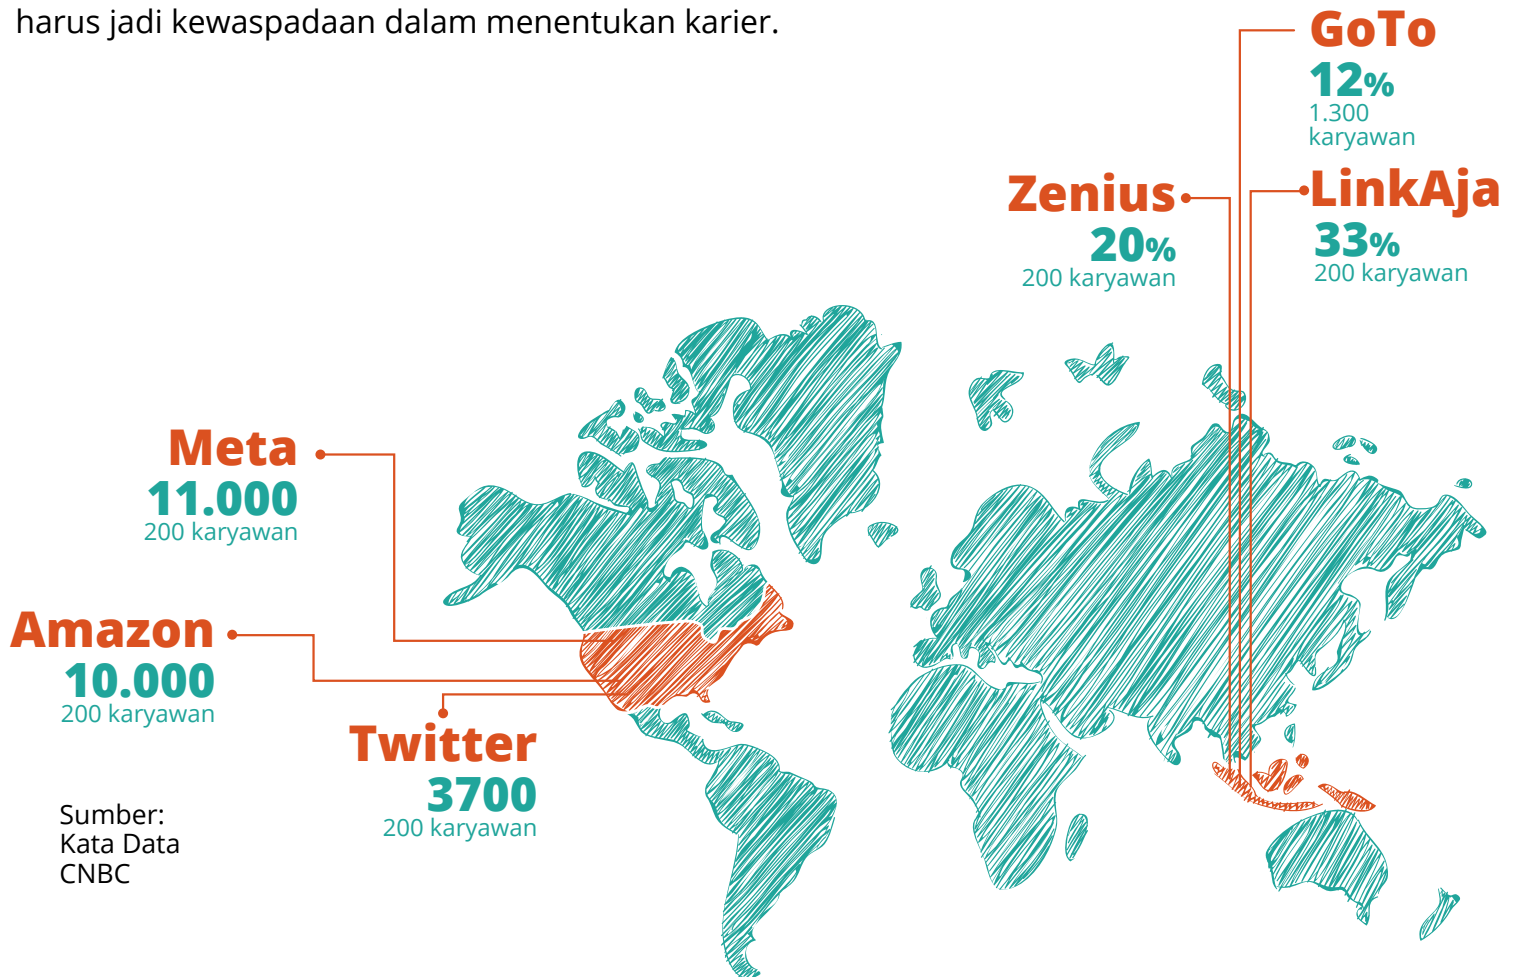 harus jadi kewaspadaan dalam menentukan karier.
GoTo
12%
1.300
karyawan
Zenius
20%
200 karyawan
LinkAja
33%
200 karyawan
Meta
11.000
200 karyawan
Amazon
10.000
200 karyawan
Twitter
3700
200 karyawan
Sumber:
Kata Data
CNBC